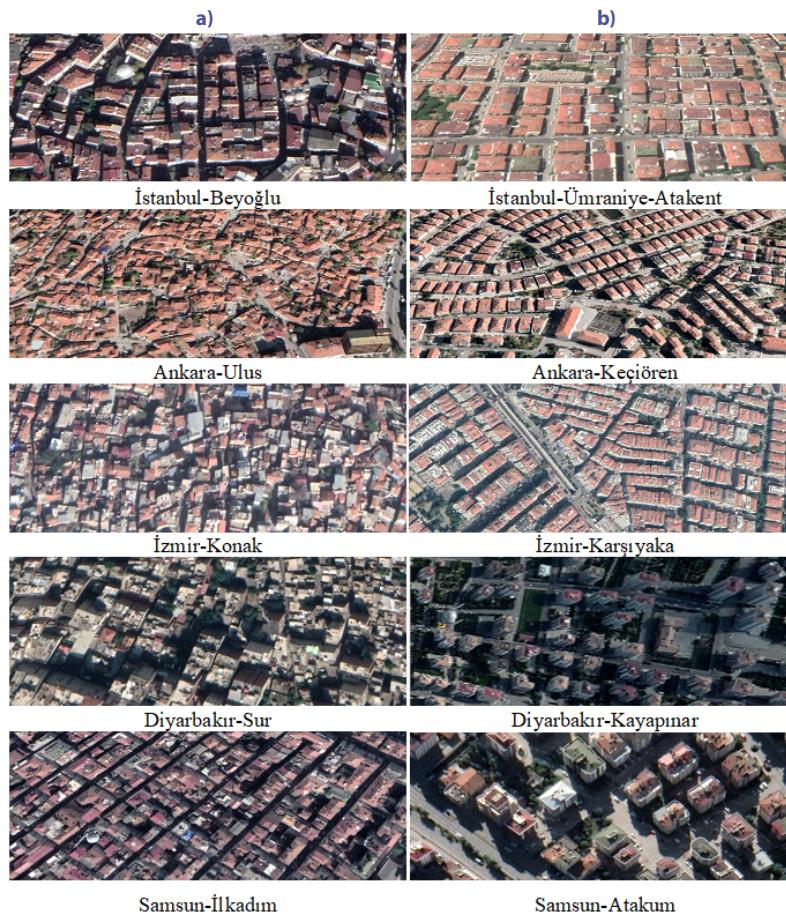 a) b)
İstanbul-Beyoğlu İstanbul-Ümraniye-Atakent
Ankara-Ulus Ankara-Keçiören
İzmir-Konak İzmir-Karşıyaka
Diyarbakır-Sur Diyarbakır-Kayapınar
Samsun-İlkadım Samsun-Atakum